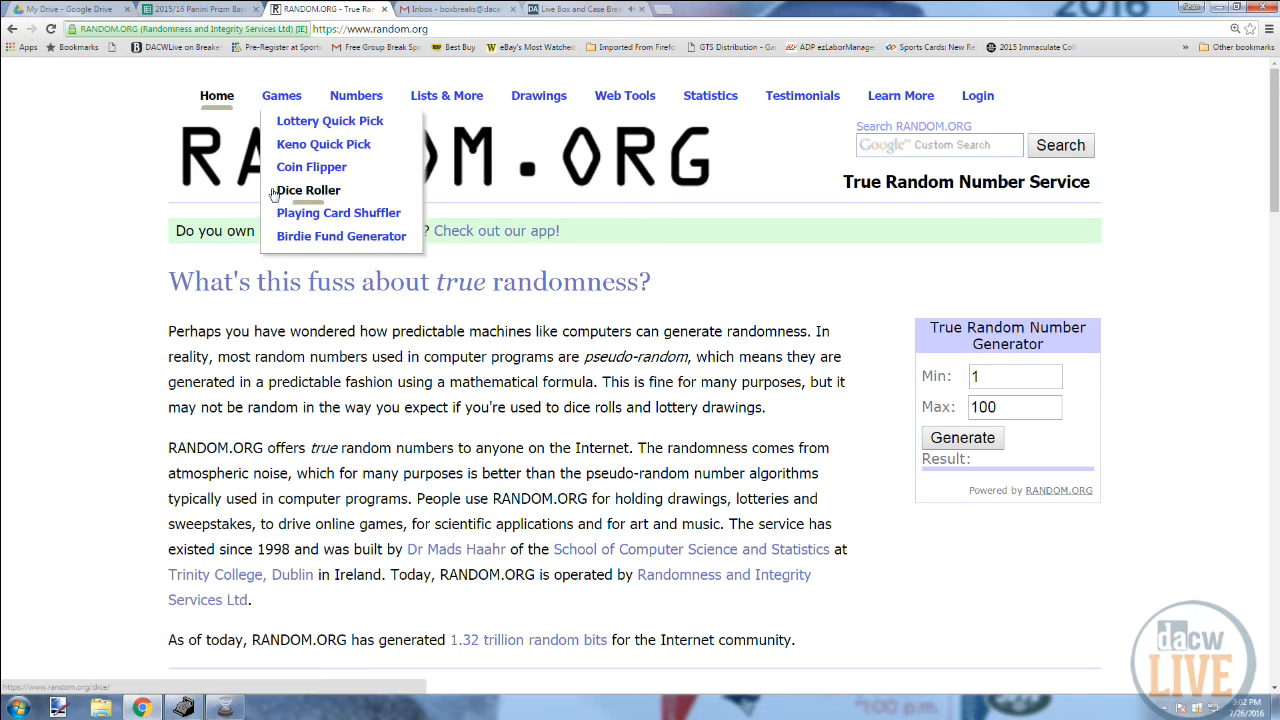 2016
Sean
My Drive - Google Drive
2015/16 Panini Prizm Bas
RANDOM.ORG - True Ra
Inbox - boxbreaks@dac
Live Box and Case Bre
RANDOM.ORG (Randomness and Integrity Services Ltd) [IE]
https://www.random.org
Apps
Bookmarks
DACWLive on Breaker
Pre-Register at Sports
Free Group Break Sp
Best Buy
eBay's Most Watched
Imported From Firefo
GTS Distribution - Ga
ADP ezLaborManage
Sports Cards: New Re
2015 Immaculate Col
»
Other bookmarks
Home
Games
Numbers
Lists & More
Drawings
Web Tools
Statistics
Testimonials
Learn More
Login
Lottery Quick Pick
Keno Quick Pick
Coin Flipper
Dice Roller
Playing Card Shuffler
Birdie Fund Generator
RA M.ORG
Search RANDOM.ORG
Google™ Custom Search
Search
True Random Number Service
Do you own ? Check out our app!
What's this fuss about true randomness?
Perhaps you have wondered how predictable machines like computers can generate randomness. In
reality, most random numbers used in computer programs are pseudo-random, which means they are
generated in a predictable fashion using a mathematical formula. This is fine for many purposes, but it
may not be random in the way you expect if you're used to dice rolls and lottery drawings.
RANDOM.ORG offers true random numbers to anyone on the Internet. The randomness comes from
atmospheric noise, which for many purposes is better than the pseudo-random number algorithms
typically used in computer programs. People use RANDOM.ORG for holding drawings, lotteries and
sweepstakes, to drive online games, for scientific applications and for art and music. The service has
existed since 1998 and was built by Dr Mads Haahr of the School of Computer Science and Statistics at
Trinity College, Dublin in Ireland. Today, RANDOM.ORG is operated by Randomness and Integrity
Services Ltd.
As of today, RANDOM.ORG has generated 1.32 trillion random bits for the Internet community.
True Random Number
Generator
Min: 1
Max: 100
Generate
Result:
Powered by RANDOM.ORG
dacw
LIVE
https://www.random.org/dice/
*1:00 p.m.
3:02 PM
7/26/2016